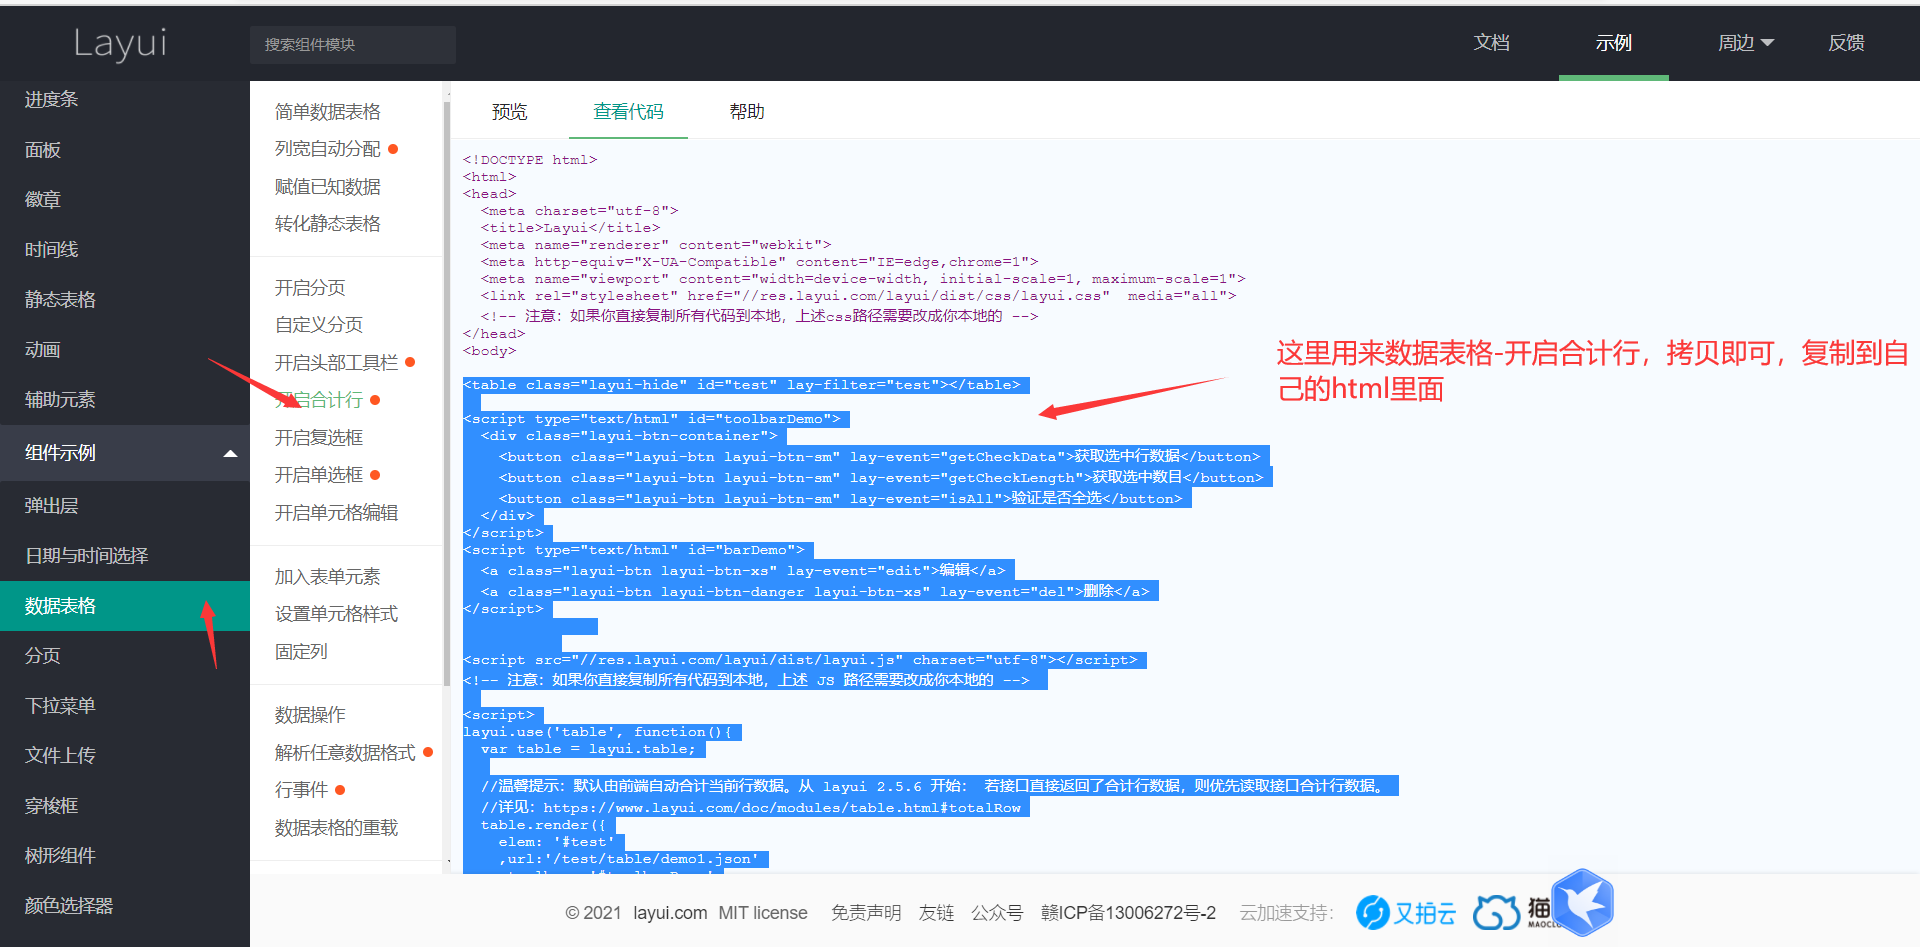 Layui
搜索组件模块
文档
示例
周边
反馈
进度条
面板
徽章
时间线
静态表格
动画
辅助元素
组件示例
弹出层
日期与时间选择
数据表格
分页
下拉菜单
文件上传
穿梭框
树形组件
颜色选择器
简单数据表格
列宽自动分配
赋值已知数据
转化静态表格
开启分页
自定义分页
开启头部工具栏
开启合计行
开启复选框
开启单选框
开启单元格编辑
加入表单元素
设置单元格样式
固定列
数据操作
解析任意数据格式
行事件
数据表格的重载
预览
查看代码
帮助
<!DOCTYPE html>
<html>
<head>
  <meta charset="utf-8">
  <title>Layui</title>
  <meta name="renderer" content="webkit">
  <meta http-equiv="X-UA-Compatible" content="IE=edge,chrome=1">
  <meta name="viewport" content="width=device-width, initial-scale=1, maximum-scale=1">
  <link rel="stylesheet" href="//res.layui.com/layui/dist/css/layui.css"  media="all">
  <!-- 注意：如果你直接复制所有代码到本地，上述css路径需要改成你本地的 -->
</head>
<body>
<table class="layui-hide" id="test" lay-filter="test"></table>
<script type="text/html" id="toolbarDemo">
  <div class="layui-btn-container">
    <button class="layui-btn layui-btn-sm" lay-event="getCheckData">获取选中行数据</button>
    <button class="layui-btn layui-btn-sm" lay-event="getCheckLength">获取选中数目</button>
    <button class="layui-btn layui-btn-sm" lay-event="isAll">验证是否全选</button>
  </div>
</script>
<script type="text/html" id="barDemo">
  <a class="layui-btn layui-btn-xs" lay-event="edit">编辑</a>
  <a class="layui-btn layui-btn-danger layui-btn-xs" lay-event="del">删除</a>
</script>
<script src="//res.layui.com/layui/dist/layui.js" charset="utf-8"></script>
<!-- 注意：如果你直接复制所有代码到本地，上述 JS 路径需要改成你本地的 -->
<script>
layui.use('table', function(){
  var table = layui.table;
  //温馨提示：默认由前端自动合计当前行数据。从 layui 2.5.6 开始： 若接口直接返回了合计行数据，则优先读取接口合计行数据。
  //详见：https://www.layui.com/doc/modules/table.html#totalRow
  table.render({
    elem: '#test'
    ,url:'/test/table/demo1.json'
这里用来数据表格-开启合计行，拷贝即可，复制到自
己的html里面
© 2021 layui.com MIT license 免责声明 友链 公众号 赣ICP备13006272号-2 云加速支持：
又拍云
猫